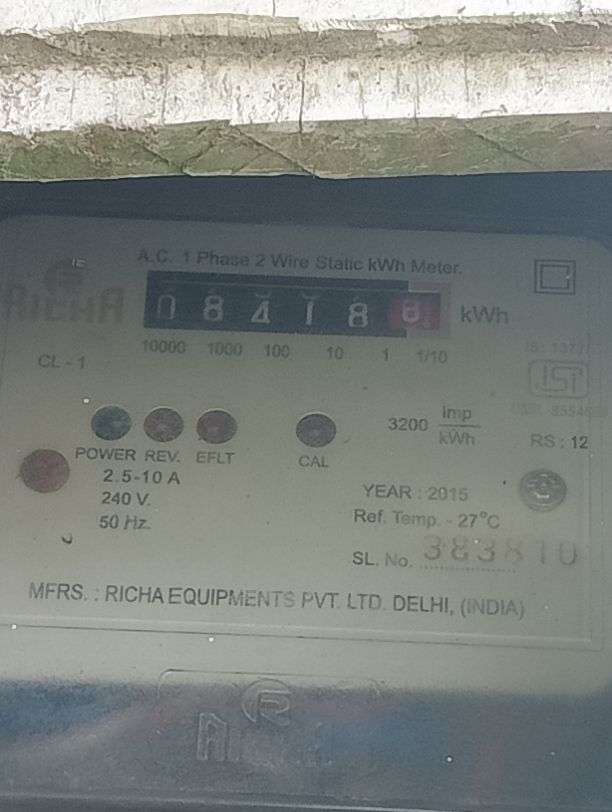 A.C. 1 Phase 2 Wire Static kWh Meter.
RICHA
084188 kWh
10000 1000 100 10 1 1/10
CL - 1
ISI
3200 imp/kWh
RS : 12
POWER REV. EFLT CAL
2.5-10 A
240 V.
50 Hz.
YEAR : 2015
Ref. Temp. - 27°C
SL. No. 383810
MFRS. : RICHA EQUIPMENTS PVT. LTD. DELHI, (INDIA)
RICHA